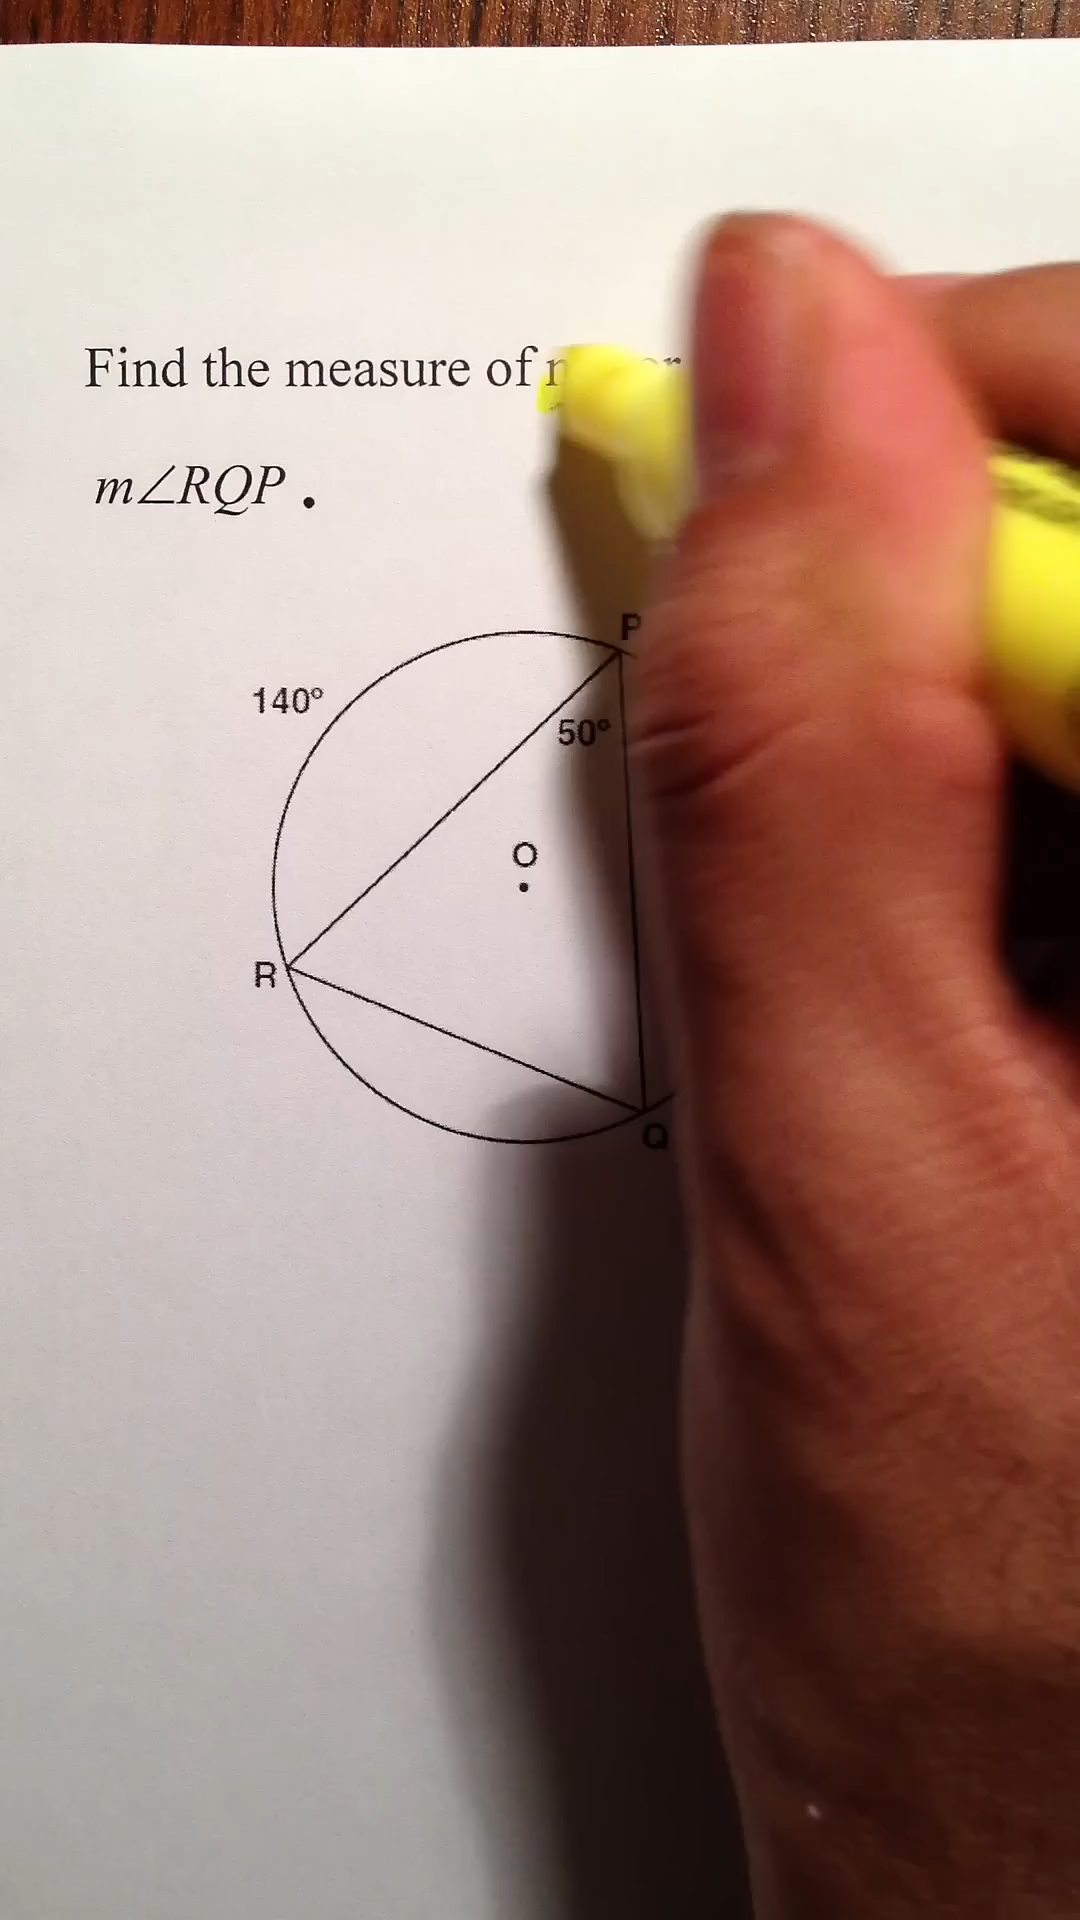 Find the measure of
m∠RQP .
P
140°
50°
O
R
Q